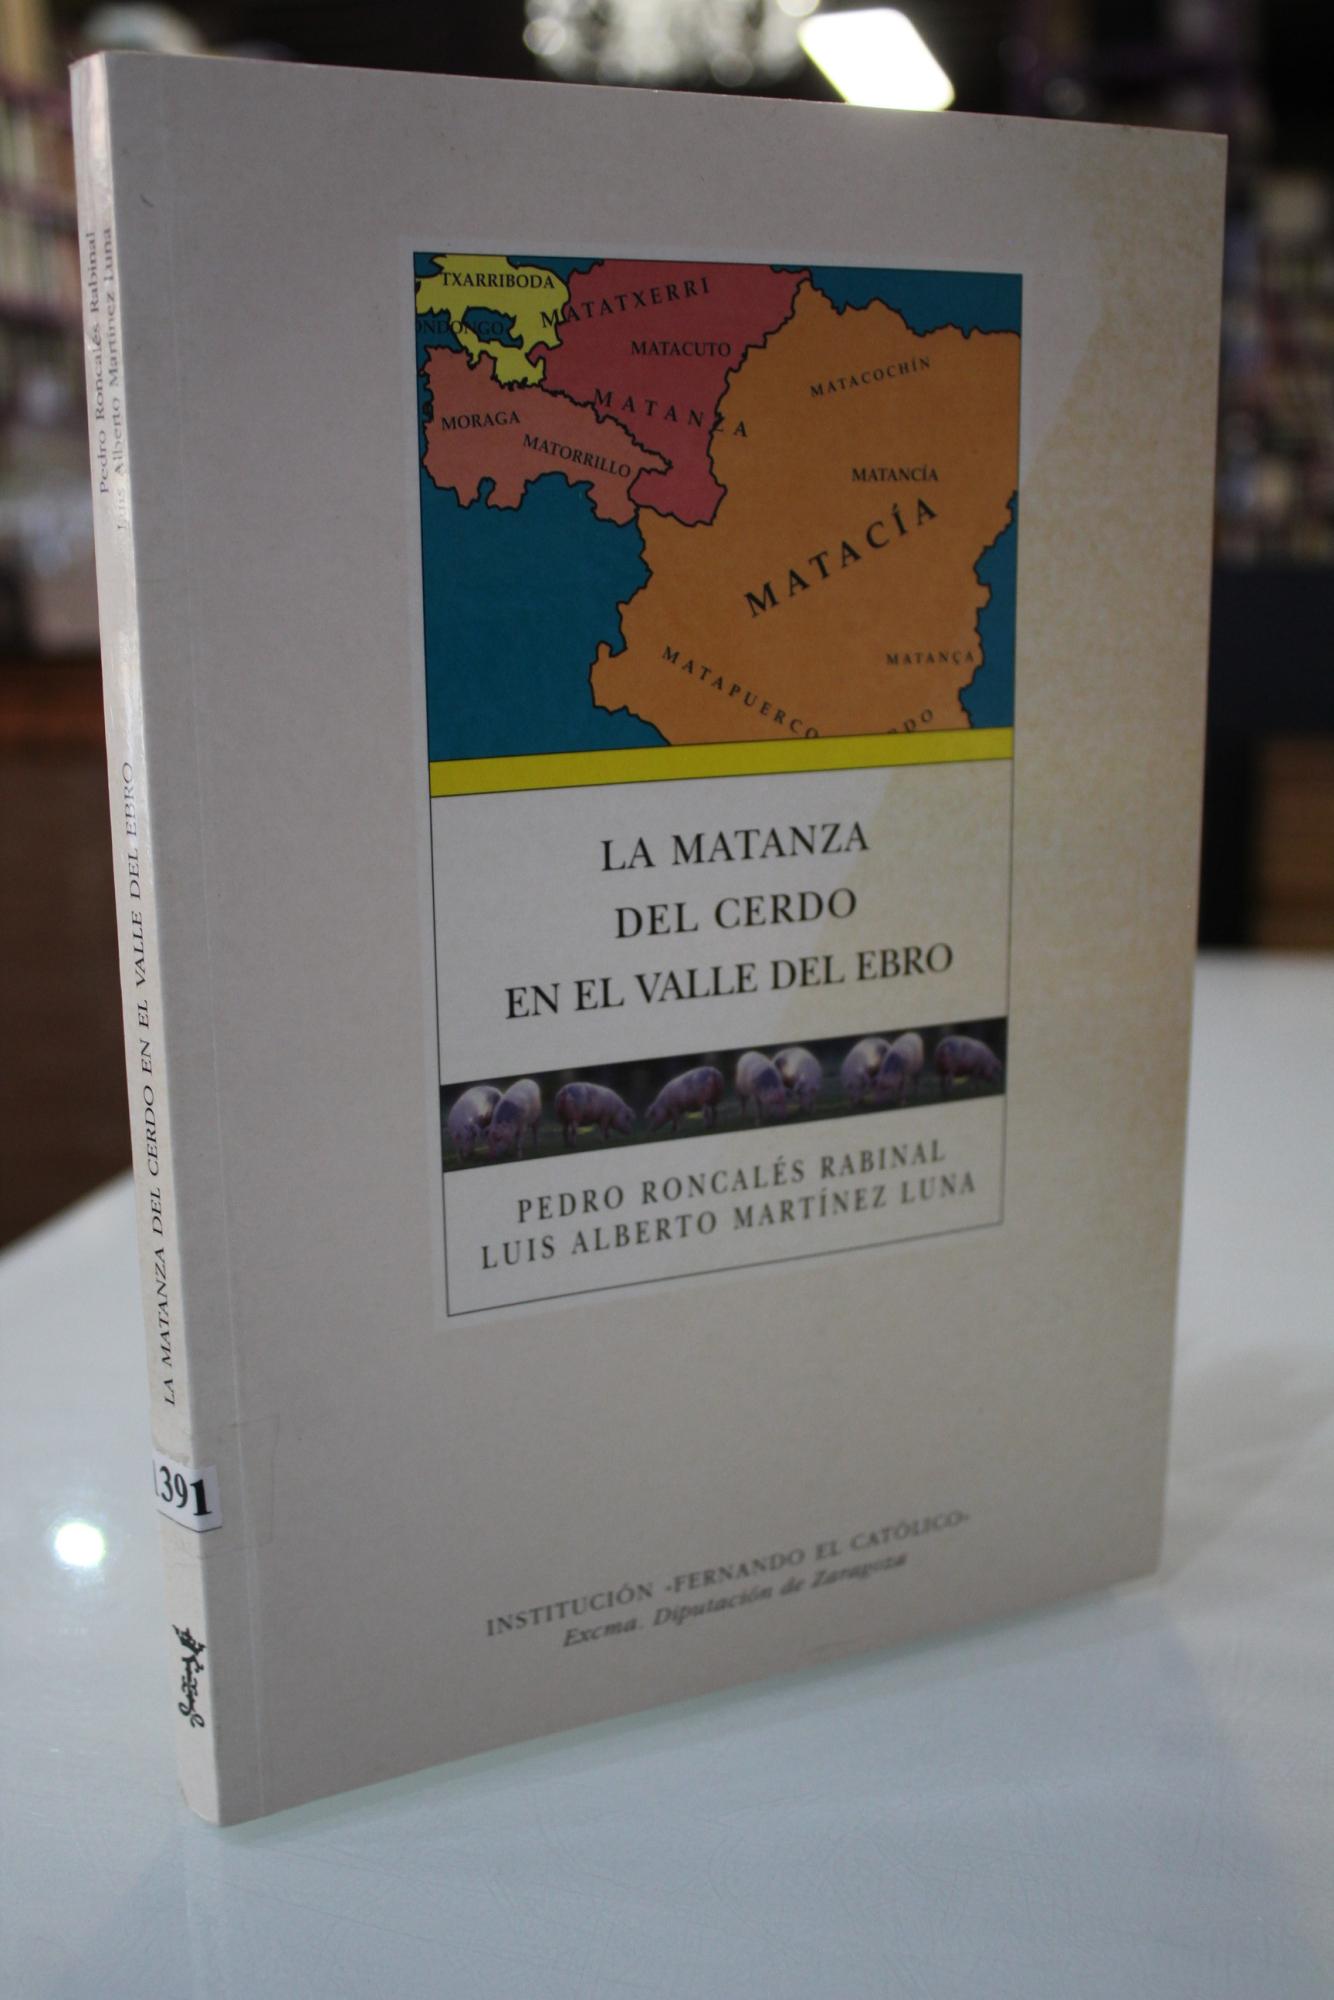 Pedro Roncalés Rabinal
Luis Alberto Martínez Luna
LA MATANZA DEL CERDO EN EL VALLE DEL EBRO
1391
TXARRIBODA
MATATXERRI
ONDONGO
MATACUTO
MATACOCHÍN
MORAGA
MATANZA
MATORRILLO
MATANCÍA
MATACÍA
MATAPUERCO
MATANÇA
LA MATANZA
DEL CERDO
EN EL VALLE DEL EBRO
PEDRO RONCALÉS RABINAL
LUIS ALBERTO MARTÍNEZ LUNA
INSTITUCIÓN «FERNANDO EL CATÓLICO»
Excma. Diputación de Zaragoza